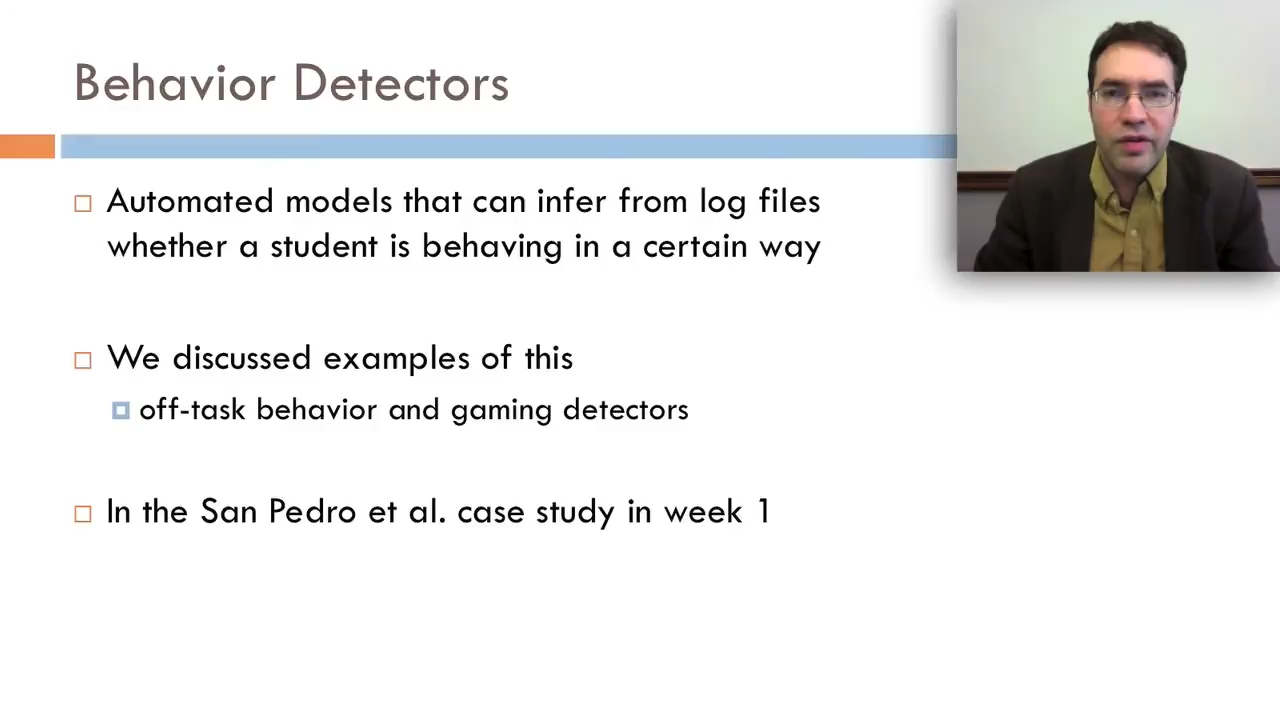 Behavior Detectors
Automated models that can infer from log files
whether a student is behaving in a certain way
We discussed examples of this
off-task behavior and gaming detectors
In the San Pedro et al. case study in week 1